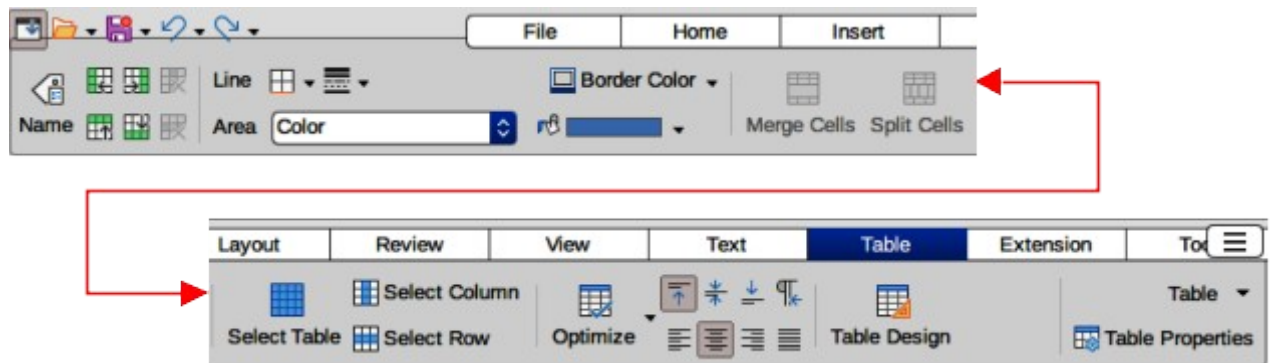 File Home Insert
Line Border Color
Name Area Color Merge Cells Split Cells
Layout Review View Text Table Extension
Select Column Table
Select Table Select Row Optimize Table Design Table Properties